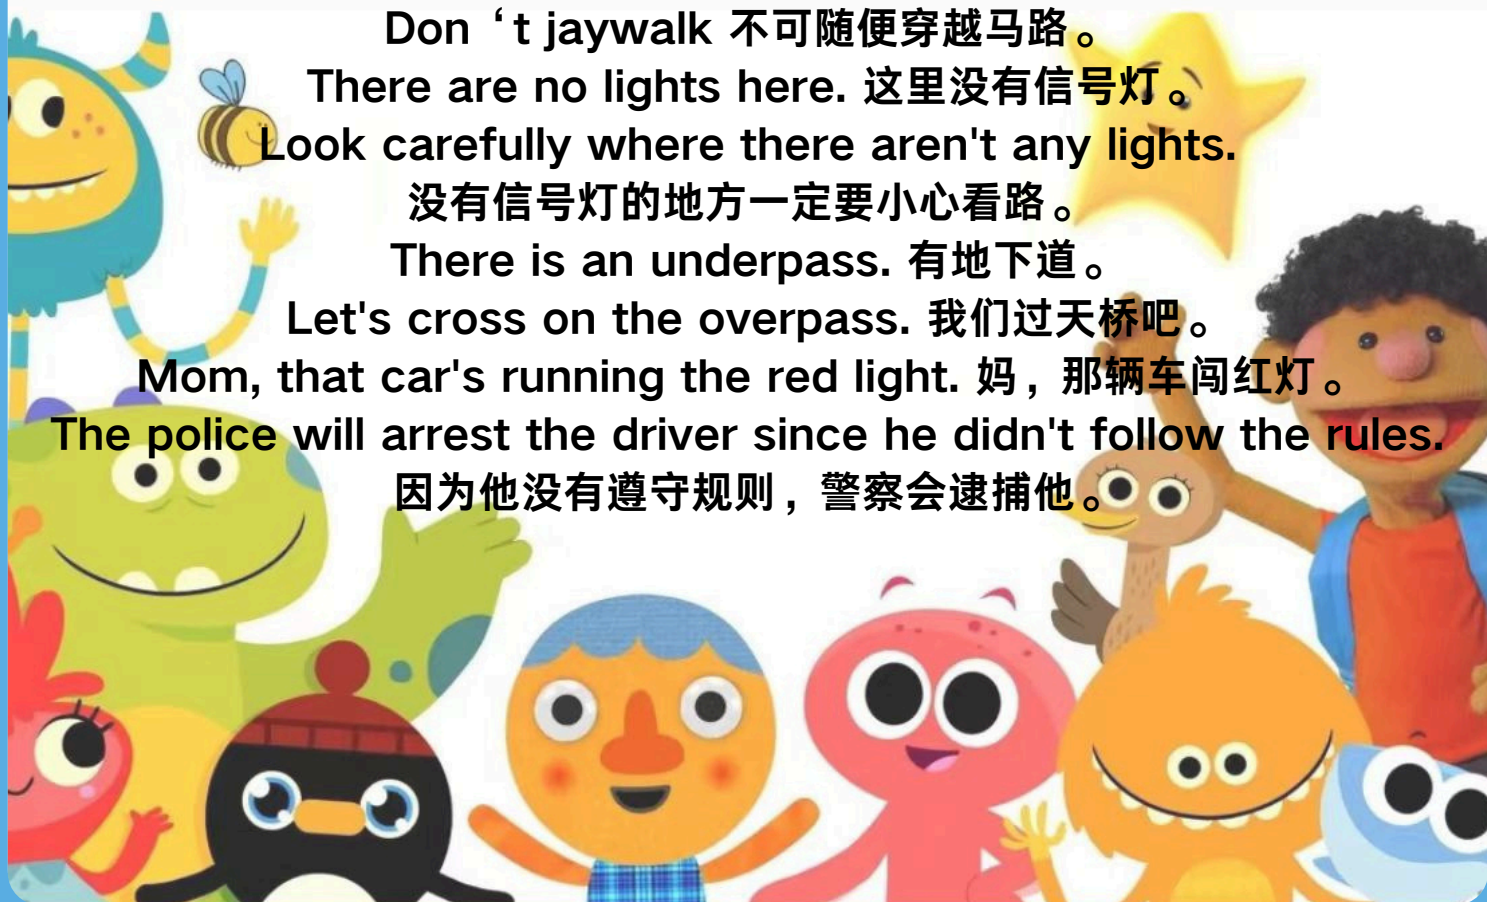 Don‘t jaywalk 不可随便穿越马路。
There are no lights here. 这里没有信号灯。
Look carefully where there aren't any lights.
没有信号灯的地方一定要小心看路。
There is an underpass. 有地下道。
Let's cross on the overpass. 我们过天桥吧。
Mom, that car's running the red light. 妈，那辆车闯红灯。
The police will arrest the driver since he didn't follow the rules.
因为他没有遵守规则，警察会逮捕他。